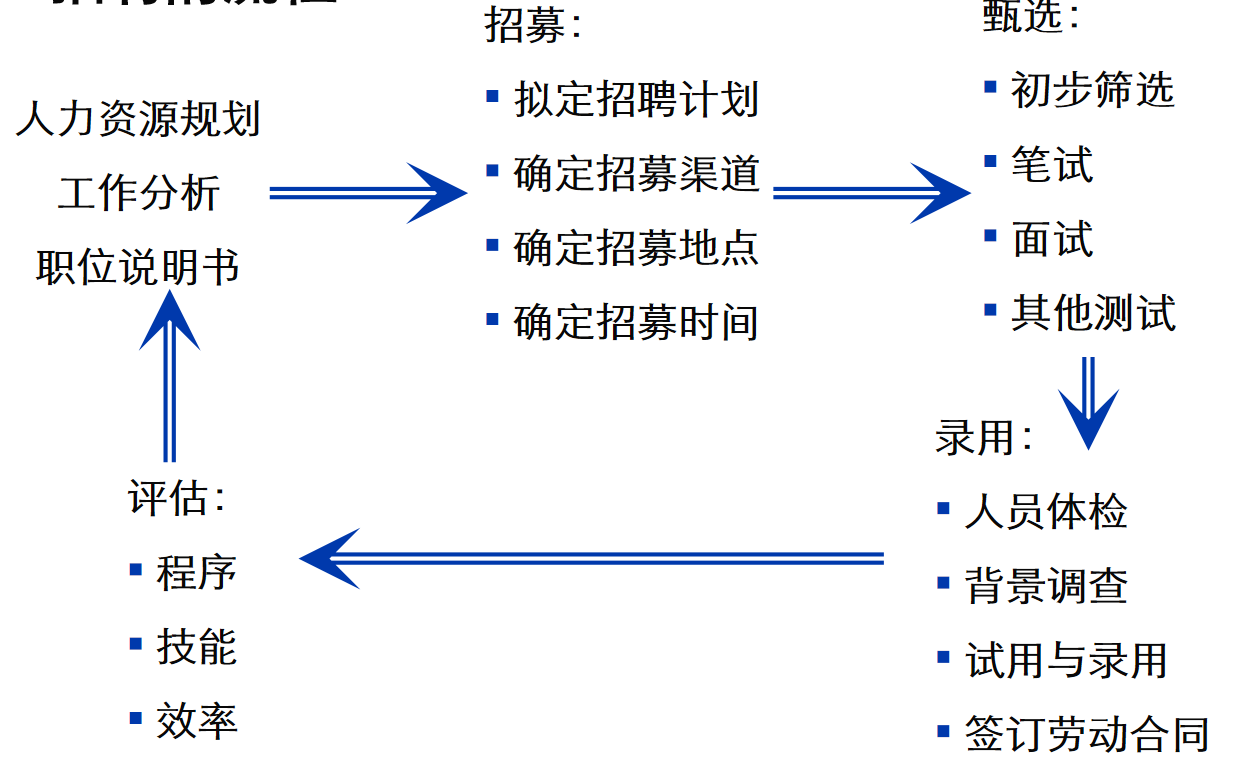 人力资源规划
工作分析
职位说明书
招募：
▪ 拟定招聘计划
▪ 确定招募渠道
▪ 确定招募地点
▪ 确定招募时间
甄选：
▪ 初步筛选
▪ 笔试
▪ 面试
▪ 其他测试
录用：
▪ 人员体检
▪ 背景调查
▪ 试用与录用
▪ 签订劳动合同
评估：
▪ 程序
▪ 技能
▪ 效率